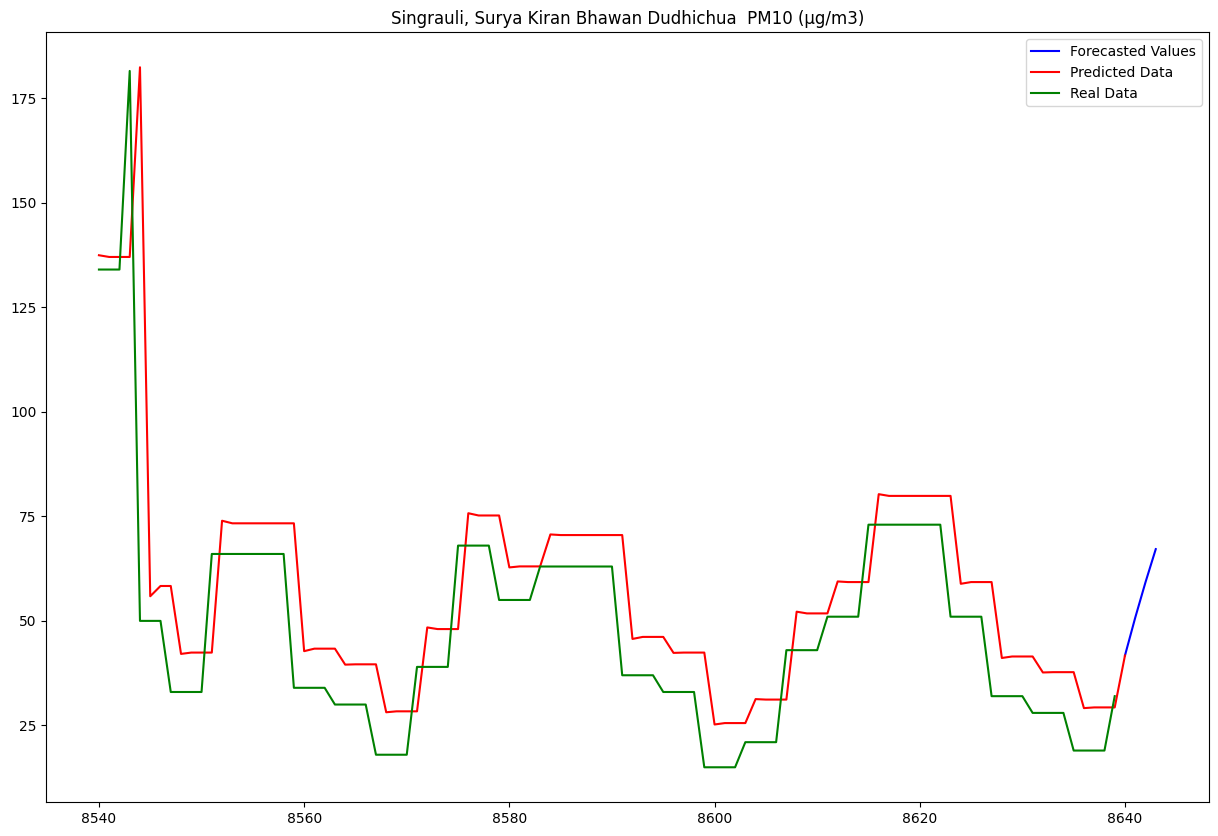 Singrauli, Surya Kiran Bhawan Dudhichua  PM10 (µg/m3)
Forecasted Values
Predicted Data
Real Data
175
150
125
100
75
50
25
8540 8560 8580 8600 8620 8640